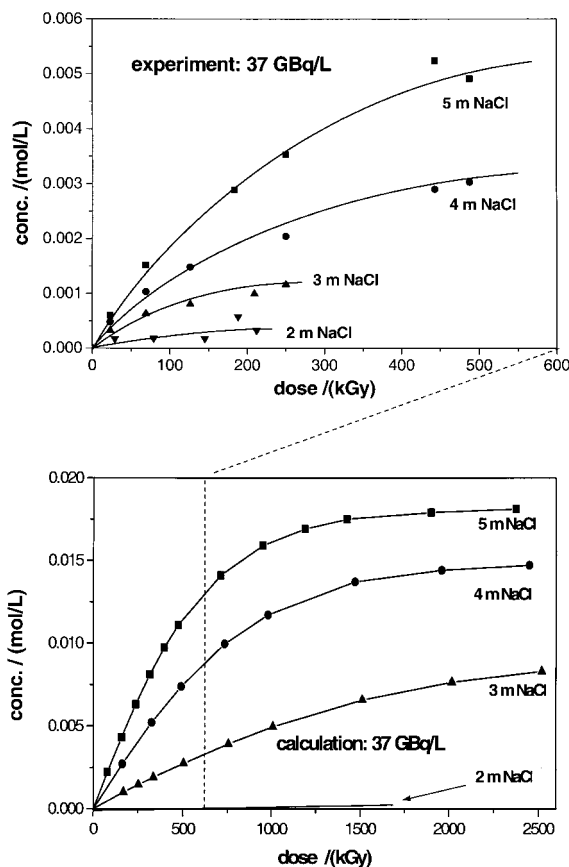 0.006
0.005
0.004
0.003
0.002
0.001
0.000
conc. /(mol/L)
experiment: 37 GBq/L
5 m NaCl
4 m NaCl
3 m NaCl
2 m NaCl
0 100 200 300 400 500 600
dose /(kGy)
0.020
0.015
0.010
0.005
0.000
conc. / (mol/L)
5 m NaCl
4 m NaCl
3 m NaCl
calculation: 37 GBq/L
2 m NaCl
0 500 1000 1500 2000 2500
dose /(kGy)